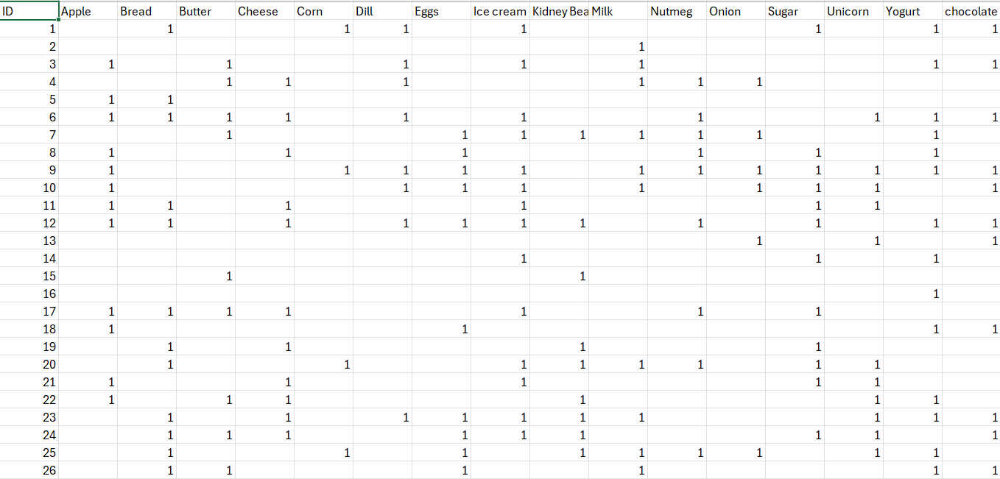 ID Apple Bread Butter Cheese Corn Dill Eggs Ice cream Kidney Bea Milk Nutmeg Onion Sugar Unicorn Yogurt chocolate
1 1 1 1 1 1 1 1
2 1
3 1 1 1 1 1 1 1
4 1 1 1 1 1 1
5 1 1
6 1 1 1 1 1 1 1 1 1 1
7 1 1 1 1 1 1 1 1
8 1 1 1 1 1 1
9 1 1 1 1 1 1 1 1 1 1 1
10 1 1 1 1 1 1 1 1 1
11 1 1 1 1 1 1
12 1 1 1 1 1 1 1 1 1 1 1
13 1 1 1
14 1 1 1
15 1 1
16 1
17 1 1 1 1 1 1 1
18 1 1 1 1
19 1 1 1 1
20 1 1 1 1 1 1 1 1
21 1 1 1 1 1
22 1 1 1 1 1 1
23 1 1 1 1 1 1 1 1 1 1
24 1 1 1 1 1 1 1 1 1
25 1 1 1 1 1 1 1 1 1
26 1 1 1 1 1 1